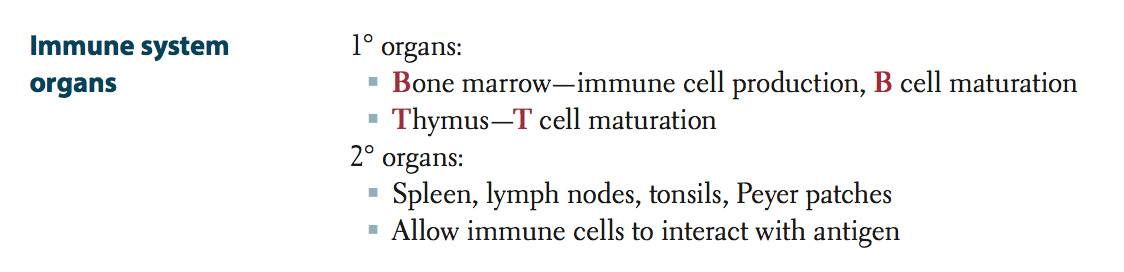 Immune system
organs
1° organs:
▪ Bone marrow—immune cell production, B cell maturation
▪ Thymus—T cell maturation
2° organs:
▪ Spleen, lymph nodes, tonsils, Peyer patches
▪ Allow immune cells to interact with antigen